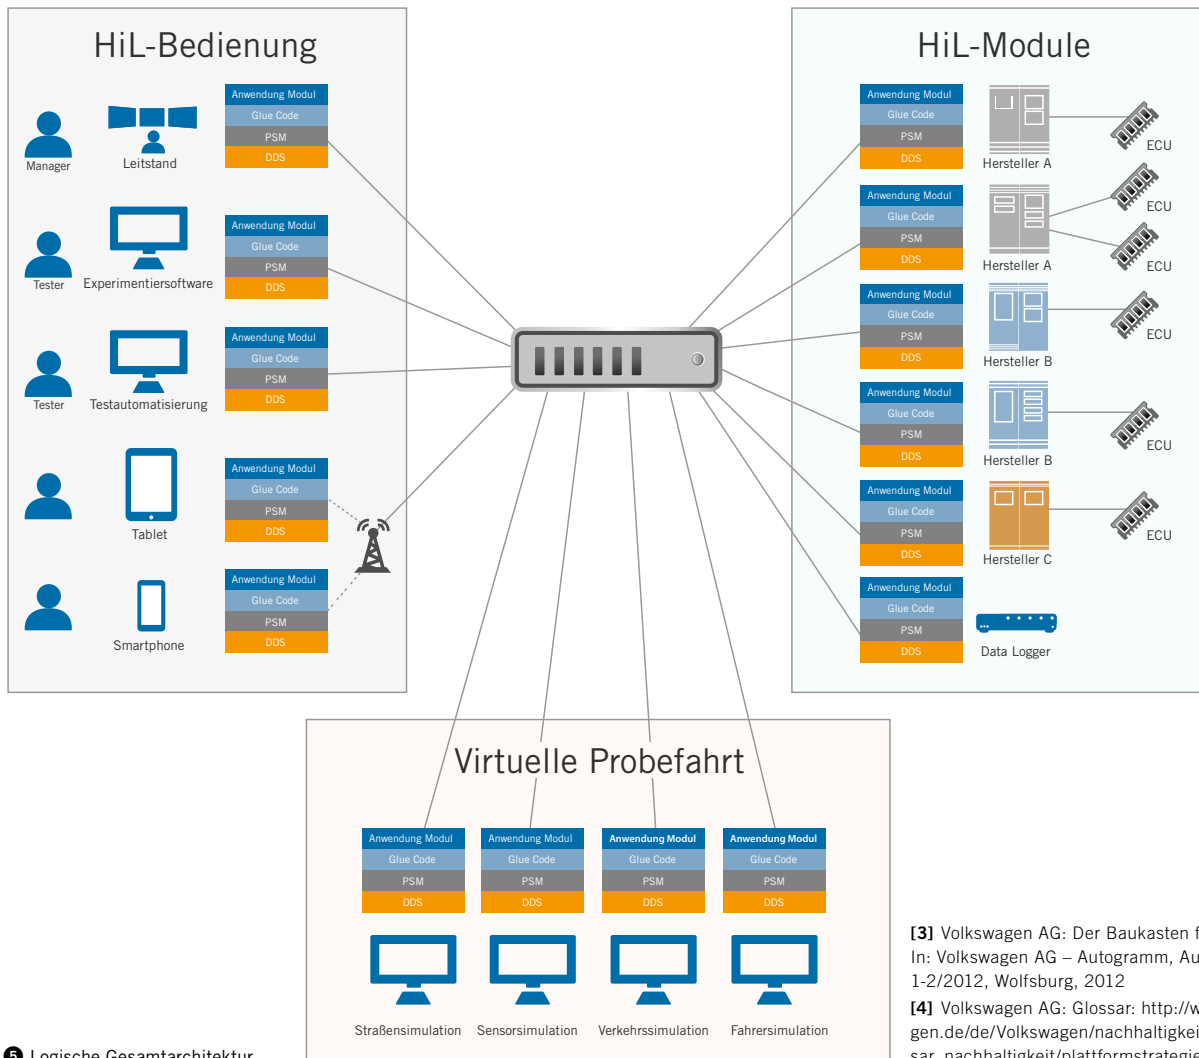 HiL-Bedienung
Anwendung Modul
Glue Code
PSM
DDS
Manager
Leitstand
Anwendung Modul
Glue Code
PSM
DDS
Tester
Experimentiersoftware
Anwendung Modul
Glue Code
PSM
DDS
Tester
Testautomatisierung
Anwendung Modul
Glue Code
PSM
DDS
Tablet
Anwendung Modul
Glue Code
PSM
DDS
Smartphone
HiL-Module
Anwendung Modul
Glue Code
PSM
DDS
Hersteller A
ECU
Anwendung Modul
Glue Code
PSM
DDS
Hersteller A
ECU
ECU
Anwendung Modul
Glue Code
PSM
DDS
Hersteller B
ECU
Anwendung Modul
Glue Code
PSM
DDS
Hersteller B
ECU
Anwendung Modul
Glue Code
PSM
DDS
Hersteller C
ECU
Anwendung Modul
Glue Code
PSM
DDS
Data Logger
Virtuelle Probefahrt
Anwendung Modul
Glue Code
PSM
DDS
Straßensimulation
Anwendung Modul
Glue Code
PSM
DDS
Sensorsimulation
Anwendung Modul
Glue Code
PSM
DDS
Verkehrssimulation
Anwendung Modul
Glue Code
PSM
DDS
Fahrersimulation
5 Logische Gesamtarchitektur
[3] Volkswagen AG: Der Baukasten f
In: Volkswagen AG – Autogramm, Au
1-2/2012, Wolfsburg, 2012
[4] Volkswagen AG: Glossar: http://w
gen.de/de/Volkswagen/nachhaltigkei
sar_nachhaltigkeit/plattformstrategie